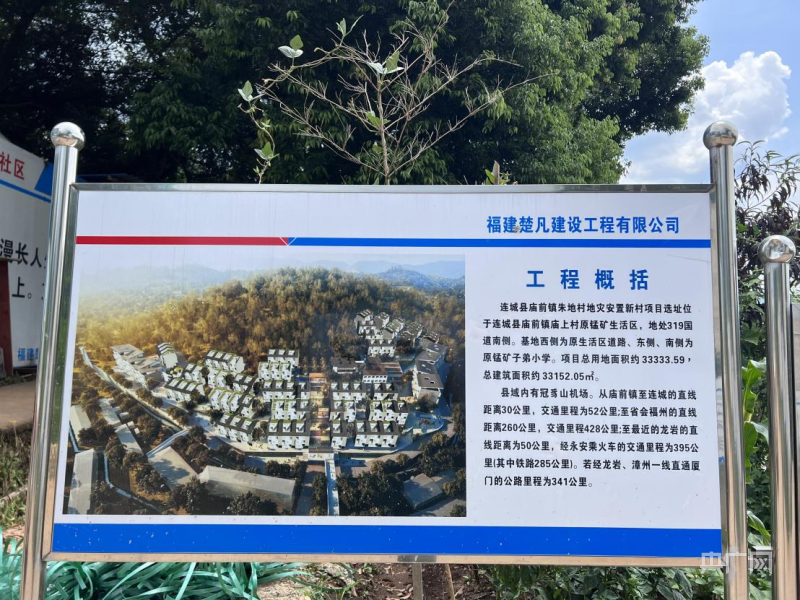 社区
漫长人
上。
福建
福建楚凡建设工程有限公司
工程概括
连城县庙前镇朱地村地灾安置新村项目选址位
于连城县庙前镇庙上村原锰矿生活区，地处319国
道南侧。基地西侧为原生活区道路、东侧、南侧为
原锰矿子弟小学。项目总用地面积约33333.59，
总建筑面积约33152.05㎡。
县域内有冠豸山机场。从庙前镇至连城的直线
距离30公里，交通里程为52公里;至省会福州的直线
距离260公里，交通里程428公里;至最近的龙岩的直
线距离为50公里，经永安乘火车的交通里程为395公
里(其中铁路285公里)。若经龙岩、漳州一线直通厦
门的公路里程为341公里。
央广网